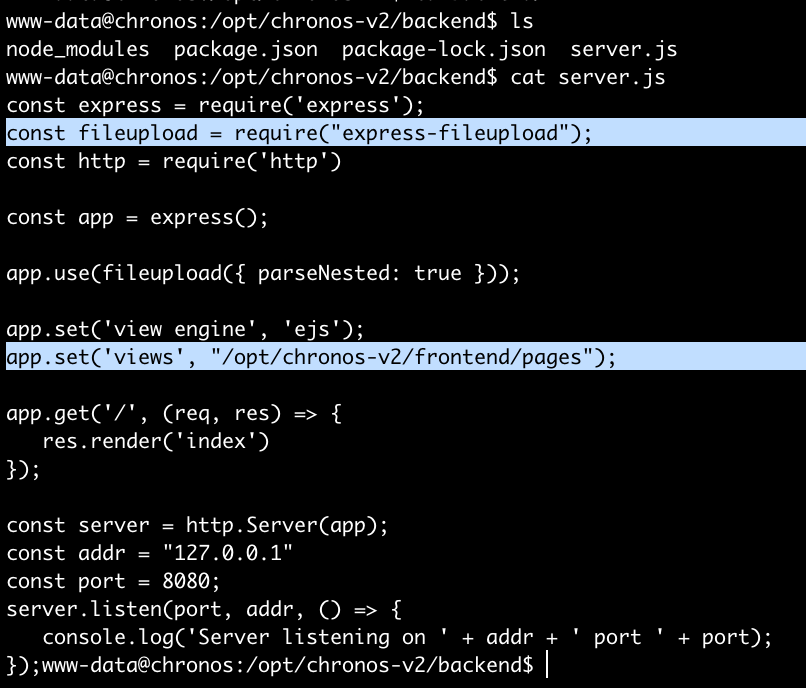 www-data@chronos:/opt/chronos-v2/backend$ ls
node_modules  package.json  package-lock.json  server.js
www-data@chronos:/opt/chronos-v2/backend$ cat server.js
const express = require('express');
const fileupload = require("express-fileupload");
const http = require('http')

const app = express();

app.use(fileupload({ parseNested: true }));

app.set('view engine', 'ejs');
app.set('views', "/opt/chronos-v2/frontend/pages");

app.get('/', (req, res) => {
   res.render('index')
});

const server = http.Server(app);
const addr = "127.0.0.1"
const port = 8080;
server.listen(port, addr, () => {
   console.log('Server listening on ' + addr + ' port ' + port);
});www-data@chronos:/opt/chronos-v2/backend$